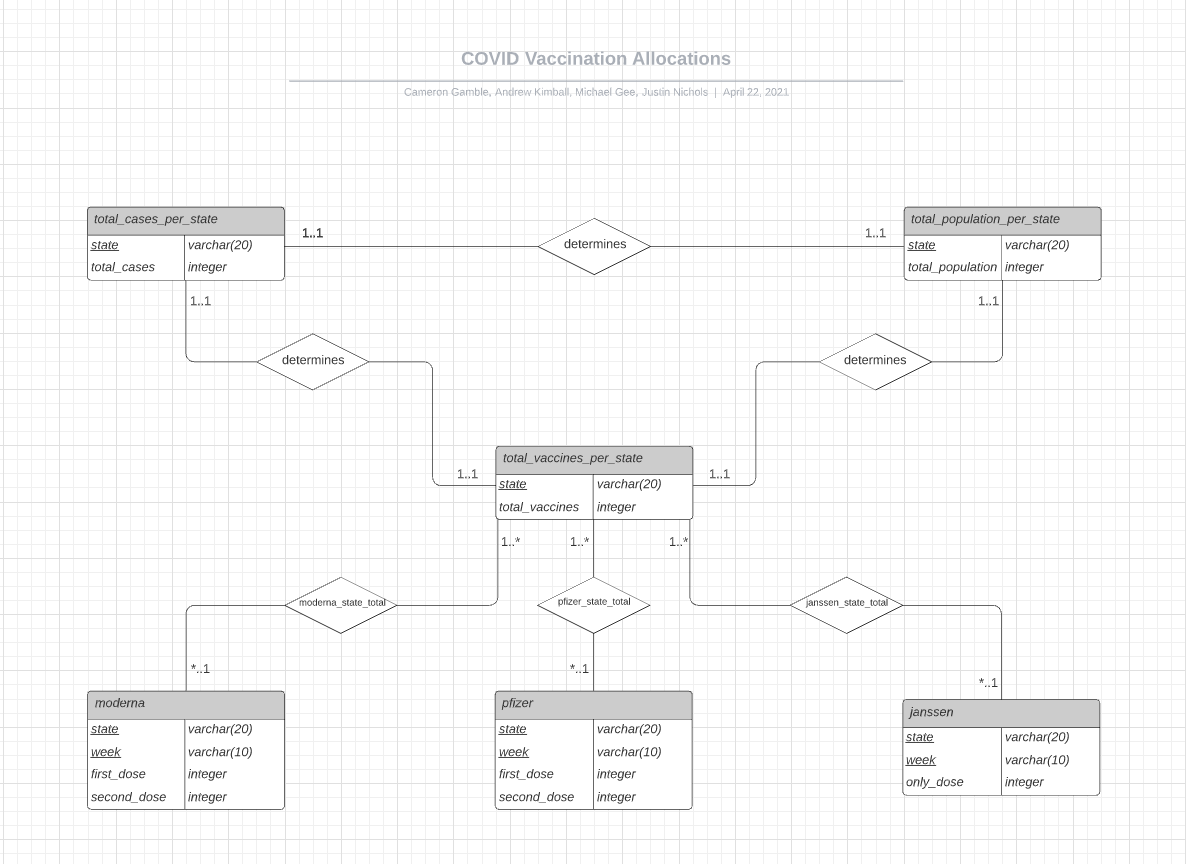 COVID Vaccination Allocations
Cameron Gamble, Andrew Kimball, Michael Gee, Justin Nichols | April 22, 2021
total_cases_per_state
state varchar(20)
total_cases integer
1..1
determines
1..1
total_population_per_state
state varchar(20)
total_population integer
1..1
1..1
determines
determines
1..1
1..1
total_vaccines_per_state
state varchar(20)
total_vaccines integer
1..*
1..*
1..*
moderna_state_total
pfizer_state_total
janssen_state_total
*..1
*..1
*..1
moderna
state varchar(20)
week varchar(10)
first_dose integer
second_dose integer
pfizer
state varchar(20)
week varchar(10)
first_dose integer
second_dose integer
janssen
state varchar(20)
week varchar(10)
only_dose integer